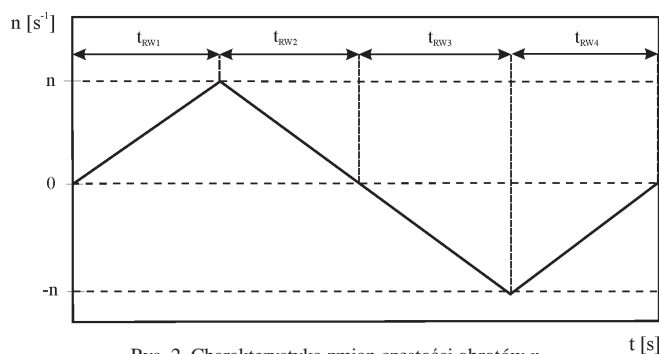 n [s⁻¹]
t_RW1 t_RW2 t_RW3 t_RW4
n
0
-n
t [s]
Rys. 2. Charakterystyka zmian częstości obrotów n